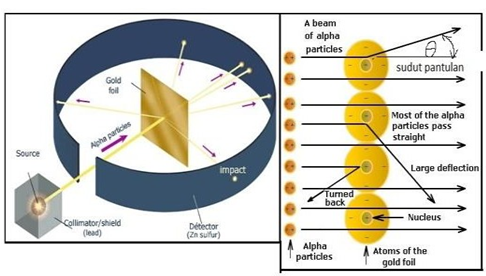 Gold
foil
Alpha particles
Source
impact
Collimator/shield
(lead)
Detector
(Zn sulfur)
A beam
of alpha
particles
θ
sudut pantulan
Most of the alpha
particles pass
straight
Large deflection
Turned
back
Nucleus
Alpha
particles
Atoms of the
gold foil